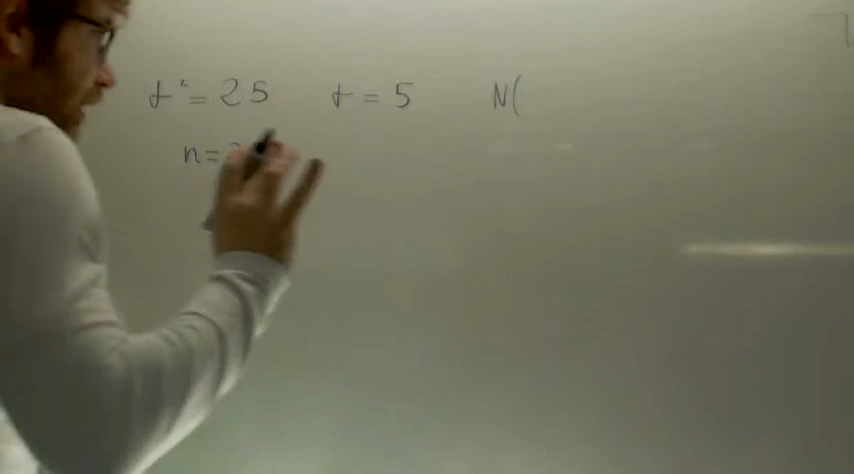 σ² = 25 σ = 5 N(
n =